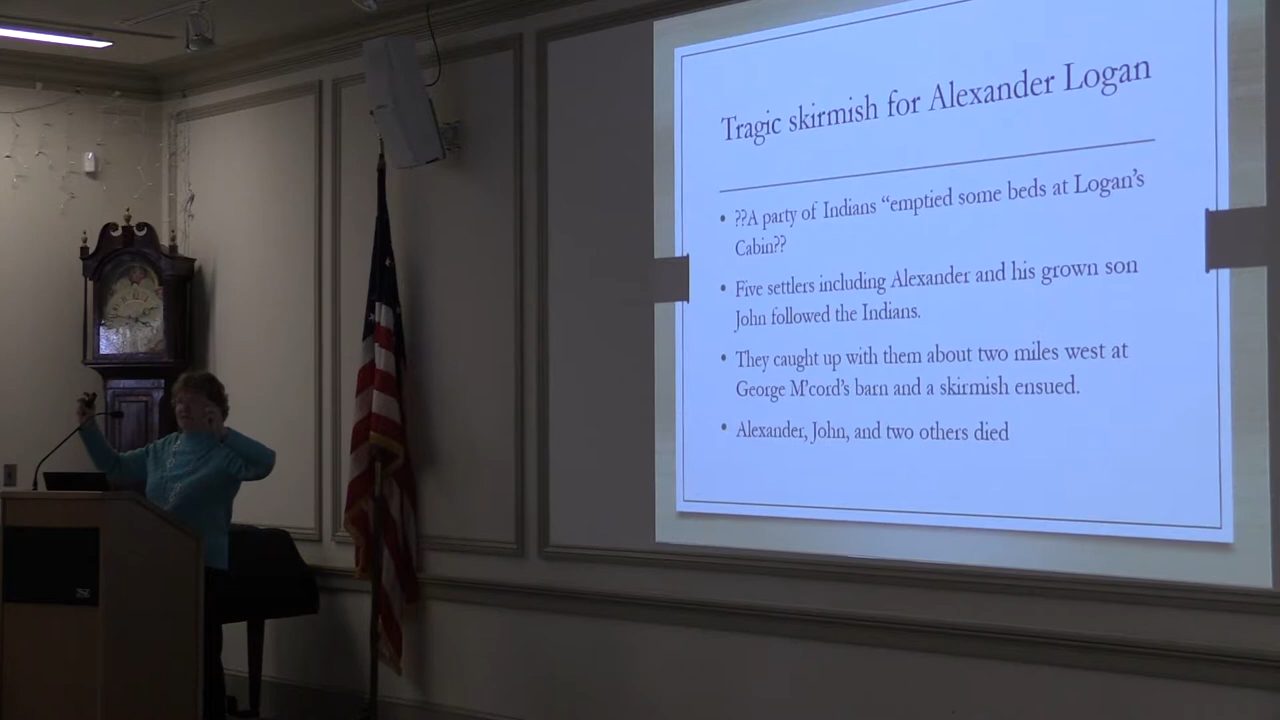 Tragic skirmish for Alexander Logan
• ??A party of Indians “emptied some beds at Logan’s
Cabin??
• Five settlers including Alexander and his grown son
John followed the Indians.
• They caught up with them about two miles west at
George M’cord’s barn and a skirmish ensued.
• Alexander, John, and two others died